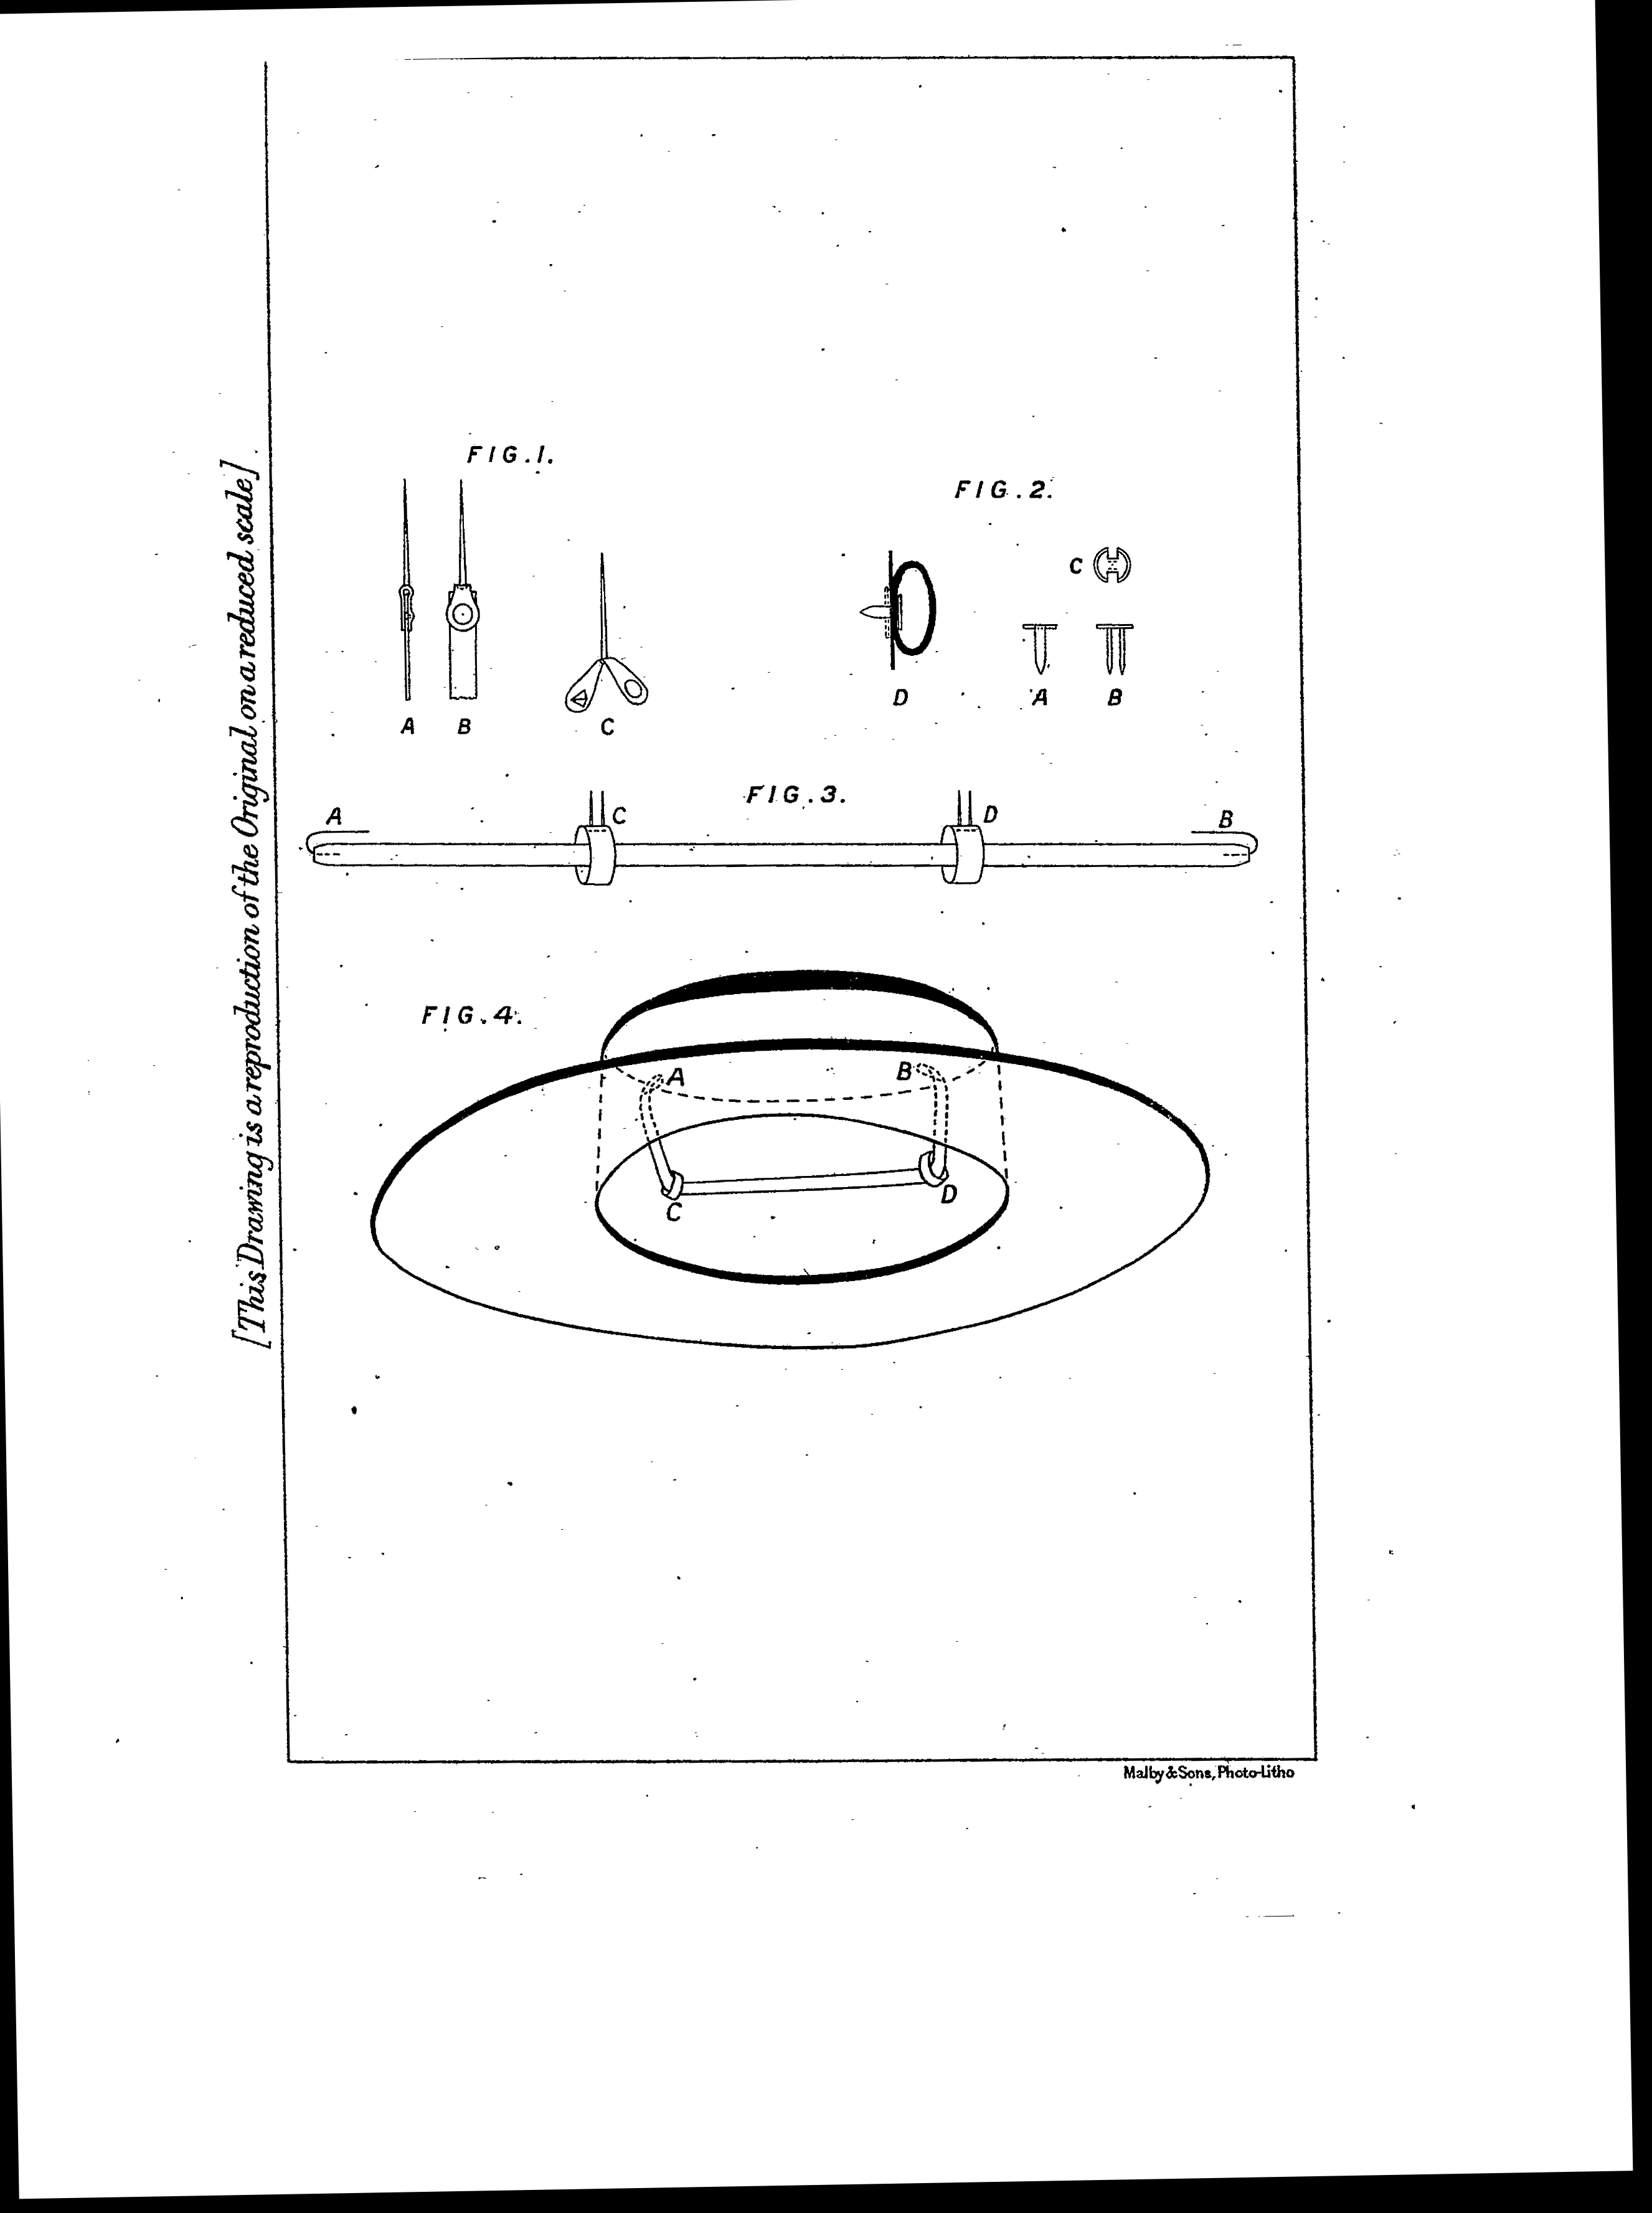 [This Drawing is a reproduction of the Original on a reduced scale]
FIG.1.
FIG.2.
C
D
A
B
A
B
C
FIG.3.
A
C
D
B
FIG.4.
A
B
C
D
Malby & Sons, Photo-Litho